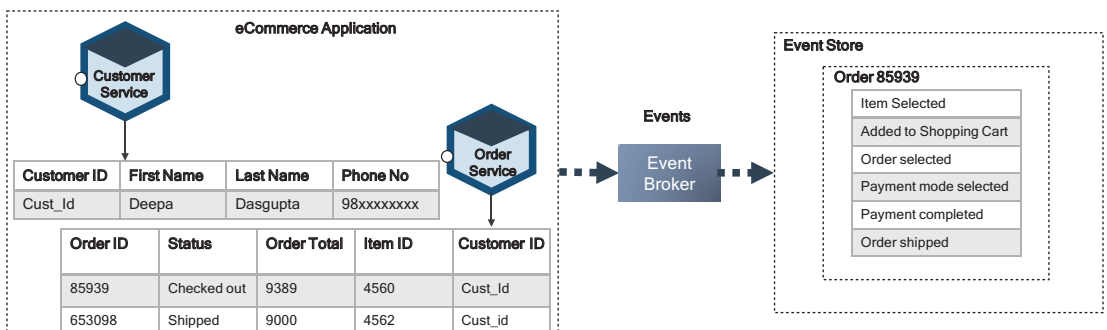 eCommerce Application
Customer
Service
Order
Service
Customer ID First Name Last Name Phone No
Cust_Id Deepa Dasgupta 98xxxxxxxx
Order ID Status Order Total Item ID Customer ID
85939 Checked out 9389 4560 Cust_Id
653098 Shipped 9000 4562 Cust_id
Events
Event
Broker
Event Store
Order 85939
Item Selected
Added to Shopping Cart
Order selected
Payment mode selected
Payment completed
Order shipped